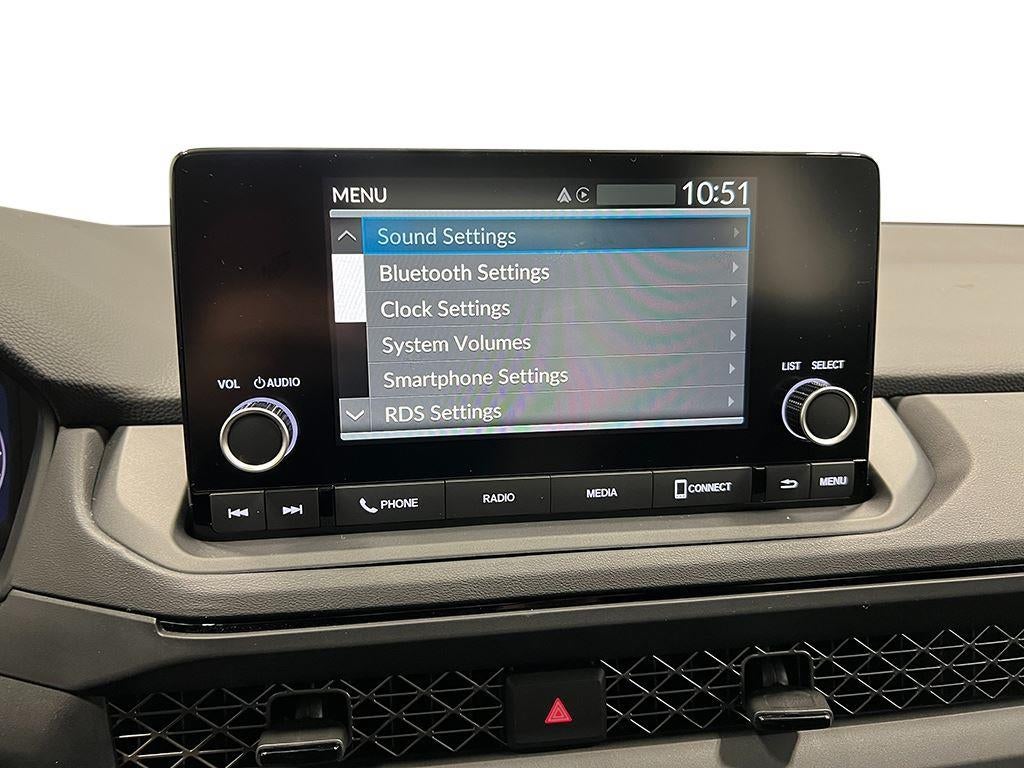 MENU 10:51
Sound Settings
Bluetooth Settings
Clock Settings
System Volumes
Smartphone Settings
RDS Settings
VOL AUDIO
LIST SELECT
PHONE RADIO MEDIA CONNECT MENU